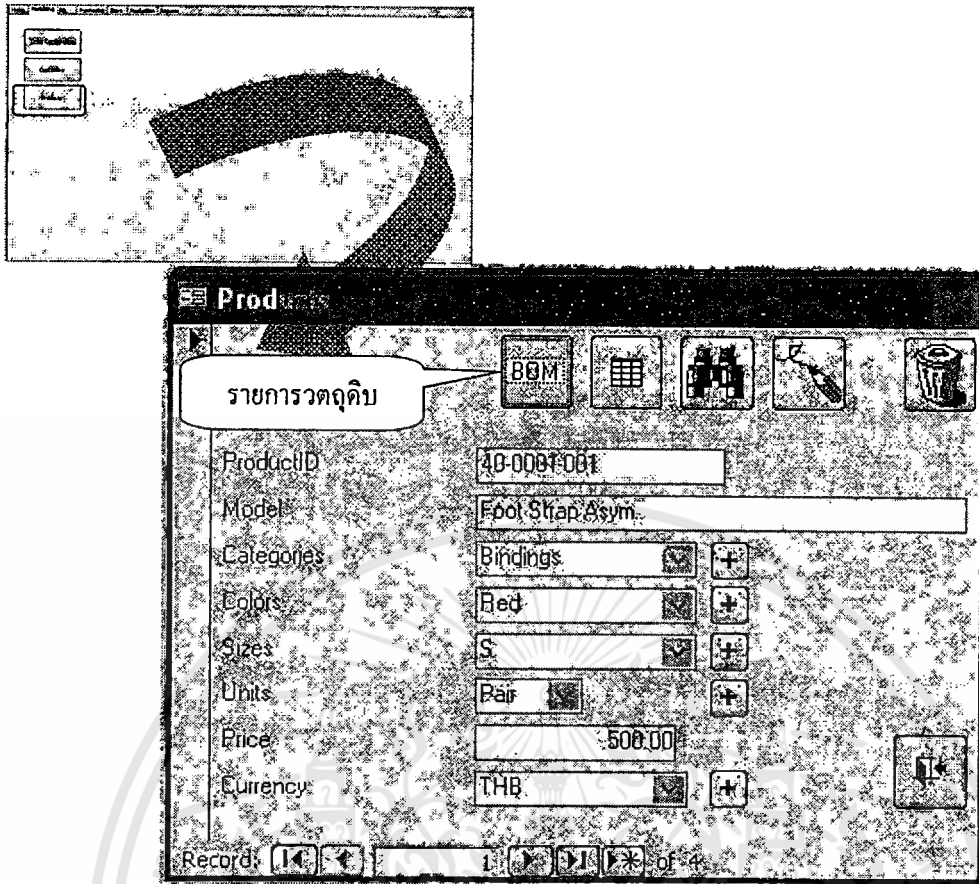 Products
BOM
รายการวตถุดิบ
ProductID 40-0001-001
Model Foot Strap Asym.
Categories Bindings +
Colors Red +
Sizes S +
Units Pair +
Price 500.00
Currency THB +
Record: 1 of 4